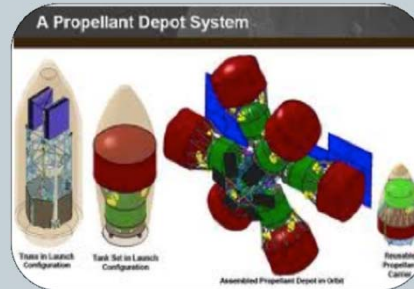 A Propellant Depot System
Truss in Launch
Configuration
Tank Set in Launch
Configuration
Assembled Propellant Depot in Orbit
Reusable
Propellant
Carrier